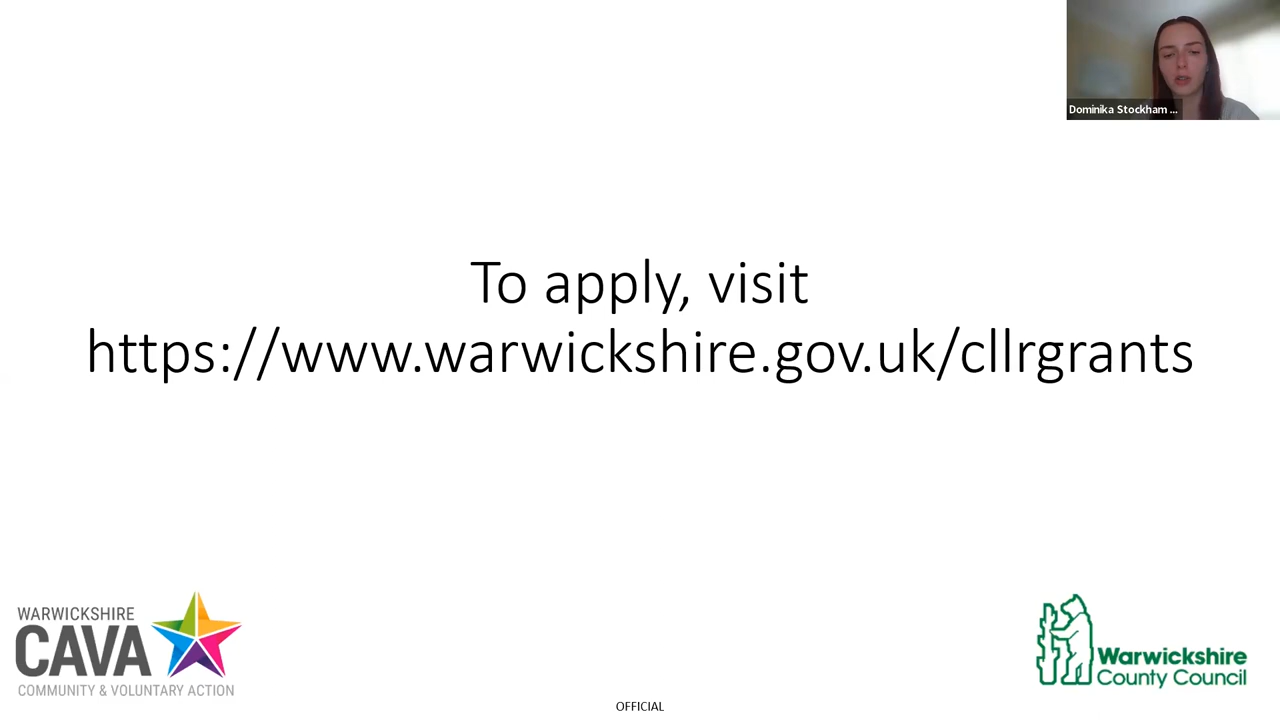 Dominika Stockham ...
To apply, visit
https://www.warwickshire.gov.uk/cllrgrants
WARWICKSHIRE
CAVA
COMMUNITY & VOLUNTARY ACTION
Warwickshire
County Council
OFFICIAL